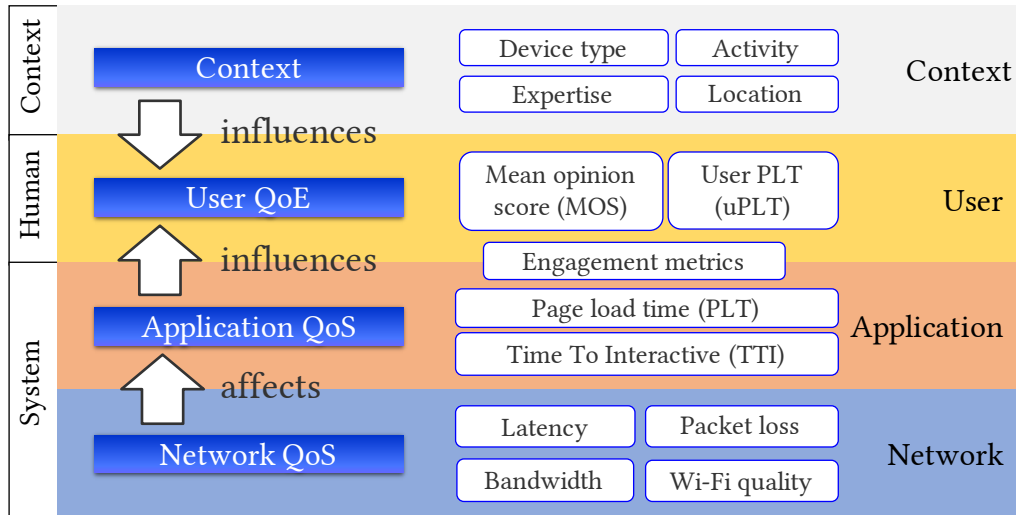 Context
Context
Device type
Activity
Expertise
Location
Context
influences
Human
User QoE
Mean opinion
score (MOS)
User PLT
(uPLT)
User
influences
Engagement metrics
System
Application QoS
Page load time (PLT)
Time To Interactive (TTI)
Application
affects
Network QoS
Latency
Packet loss
Bandwidth
Wi-Fi quality
Network